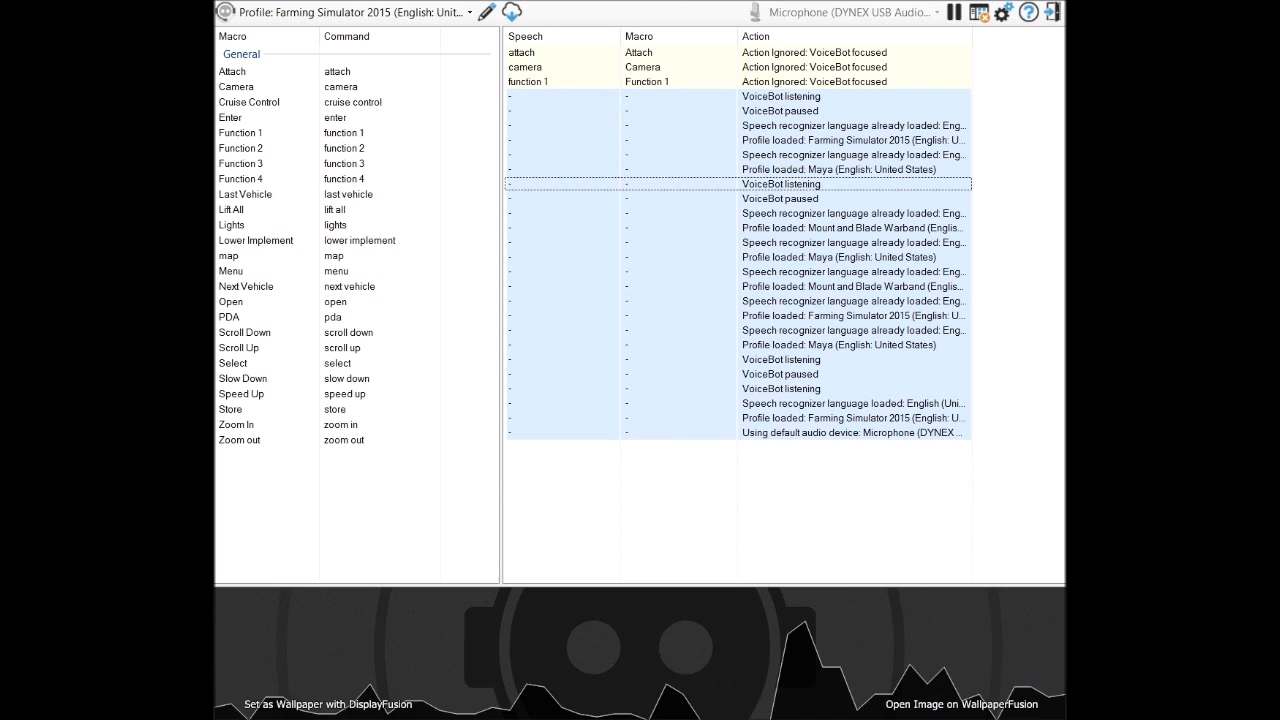 Profile: Farming Simulator 2015 (English: Unit... Microphone (DYNEX USB Audio...
Macro Command
General
Attach attach
Camera camera
Cruise Control cruise control
Enter enter
Function 1 function 1
Function 2 function 2
Function 3 function 3
Function 4 function 4
Last Vehicle last vehicle
Lift All lift all
Lights lights
Lower Implement lower implement
map map
Menu menu
Next Vehicle next vehicle
Open open
PDA pda
Scroll Down scroll down
Scroll Up scroll up
Select select
Slow Down slow down
Speed Up speed up
Store store
Zoom In zoom in
Zoom out zoom out
Speech Macro Action
attach Attach Action Ignored: VoiceBot focused
camera Camera Action Ignored: VoiceBot focused
function 1 Function 1 Action Ignored: VoiceBot focused
- - VoiceBot listening
- - VoiceBot paused
- - Speech recognizer language already loaded: Eng...
- - Profile loaded: Farming Simulator 2015 (English: U...
- - Speech recognizer language already loaded: Eng...
- - Profile loaded: Maya (English: United States)
- - VoiceBot listening
- - VoiceBot paused
- - Speech recognizer language already loaded: Eng...
- - Profile loaded: Mount and Blade Warband (Englis...
- - Speech recognizer language already loaded: Eng...
- - Profile loaded: Maya (English: United States)
- - Speech recognizer language already loaded: Eng...
- - Profile loaded: Mount and Blade Warband (Englis...
- - Speech recognizer language already loaded: Eng...
- - Profile loaded: Farming Simulator 2015 (English: U...
- - Speech recognizer language already loaded: Eng...
- - Profile loaded: Maya (English: United States)
- - VoiceBot listening
- - VoiceBot paused
- - VoiceBot listening
- - Speech recognizer language loaded: English (Uni...
- - Profile loaded: Farming Simulator 2015 (English: U...
- - Using default audio device: Microphone (DYNEX ...
Set as Wallpaper with DisplayFusion Open Image on WallpaperFusion